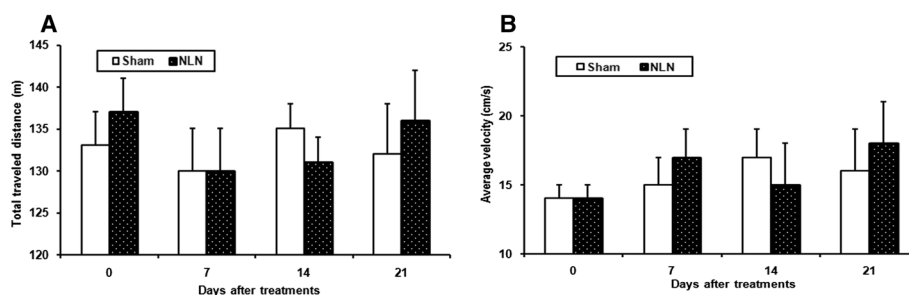 A
Total traveled distance (m)
145
140
135
130
125
120
Sham NLN
0 7 14 21
Days after treatments
B
Average velocity (cm/s)
25
20
15
10
Sham NLN
0 7 14 21
Days after treatments